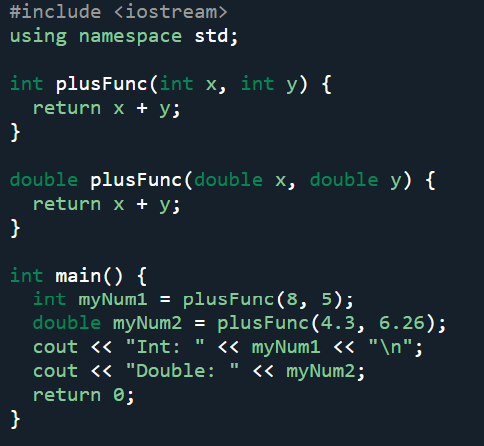 #include <iostream>
using namespace std;

int plusFunc(int x, int y) {
  return x + y;
}

double plusFunc(double x, double y) {
  return x + y;
}

int main() {
  int myNum1 = plusFunc(8, 5);
  double myNum2 = plusFunc(4.3, 6.26);
  cout << "Int: " << myNum1 << "\n";
  cout << "Double: " << myNum2;
  return 0;
}